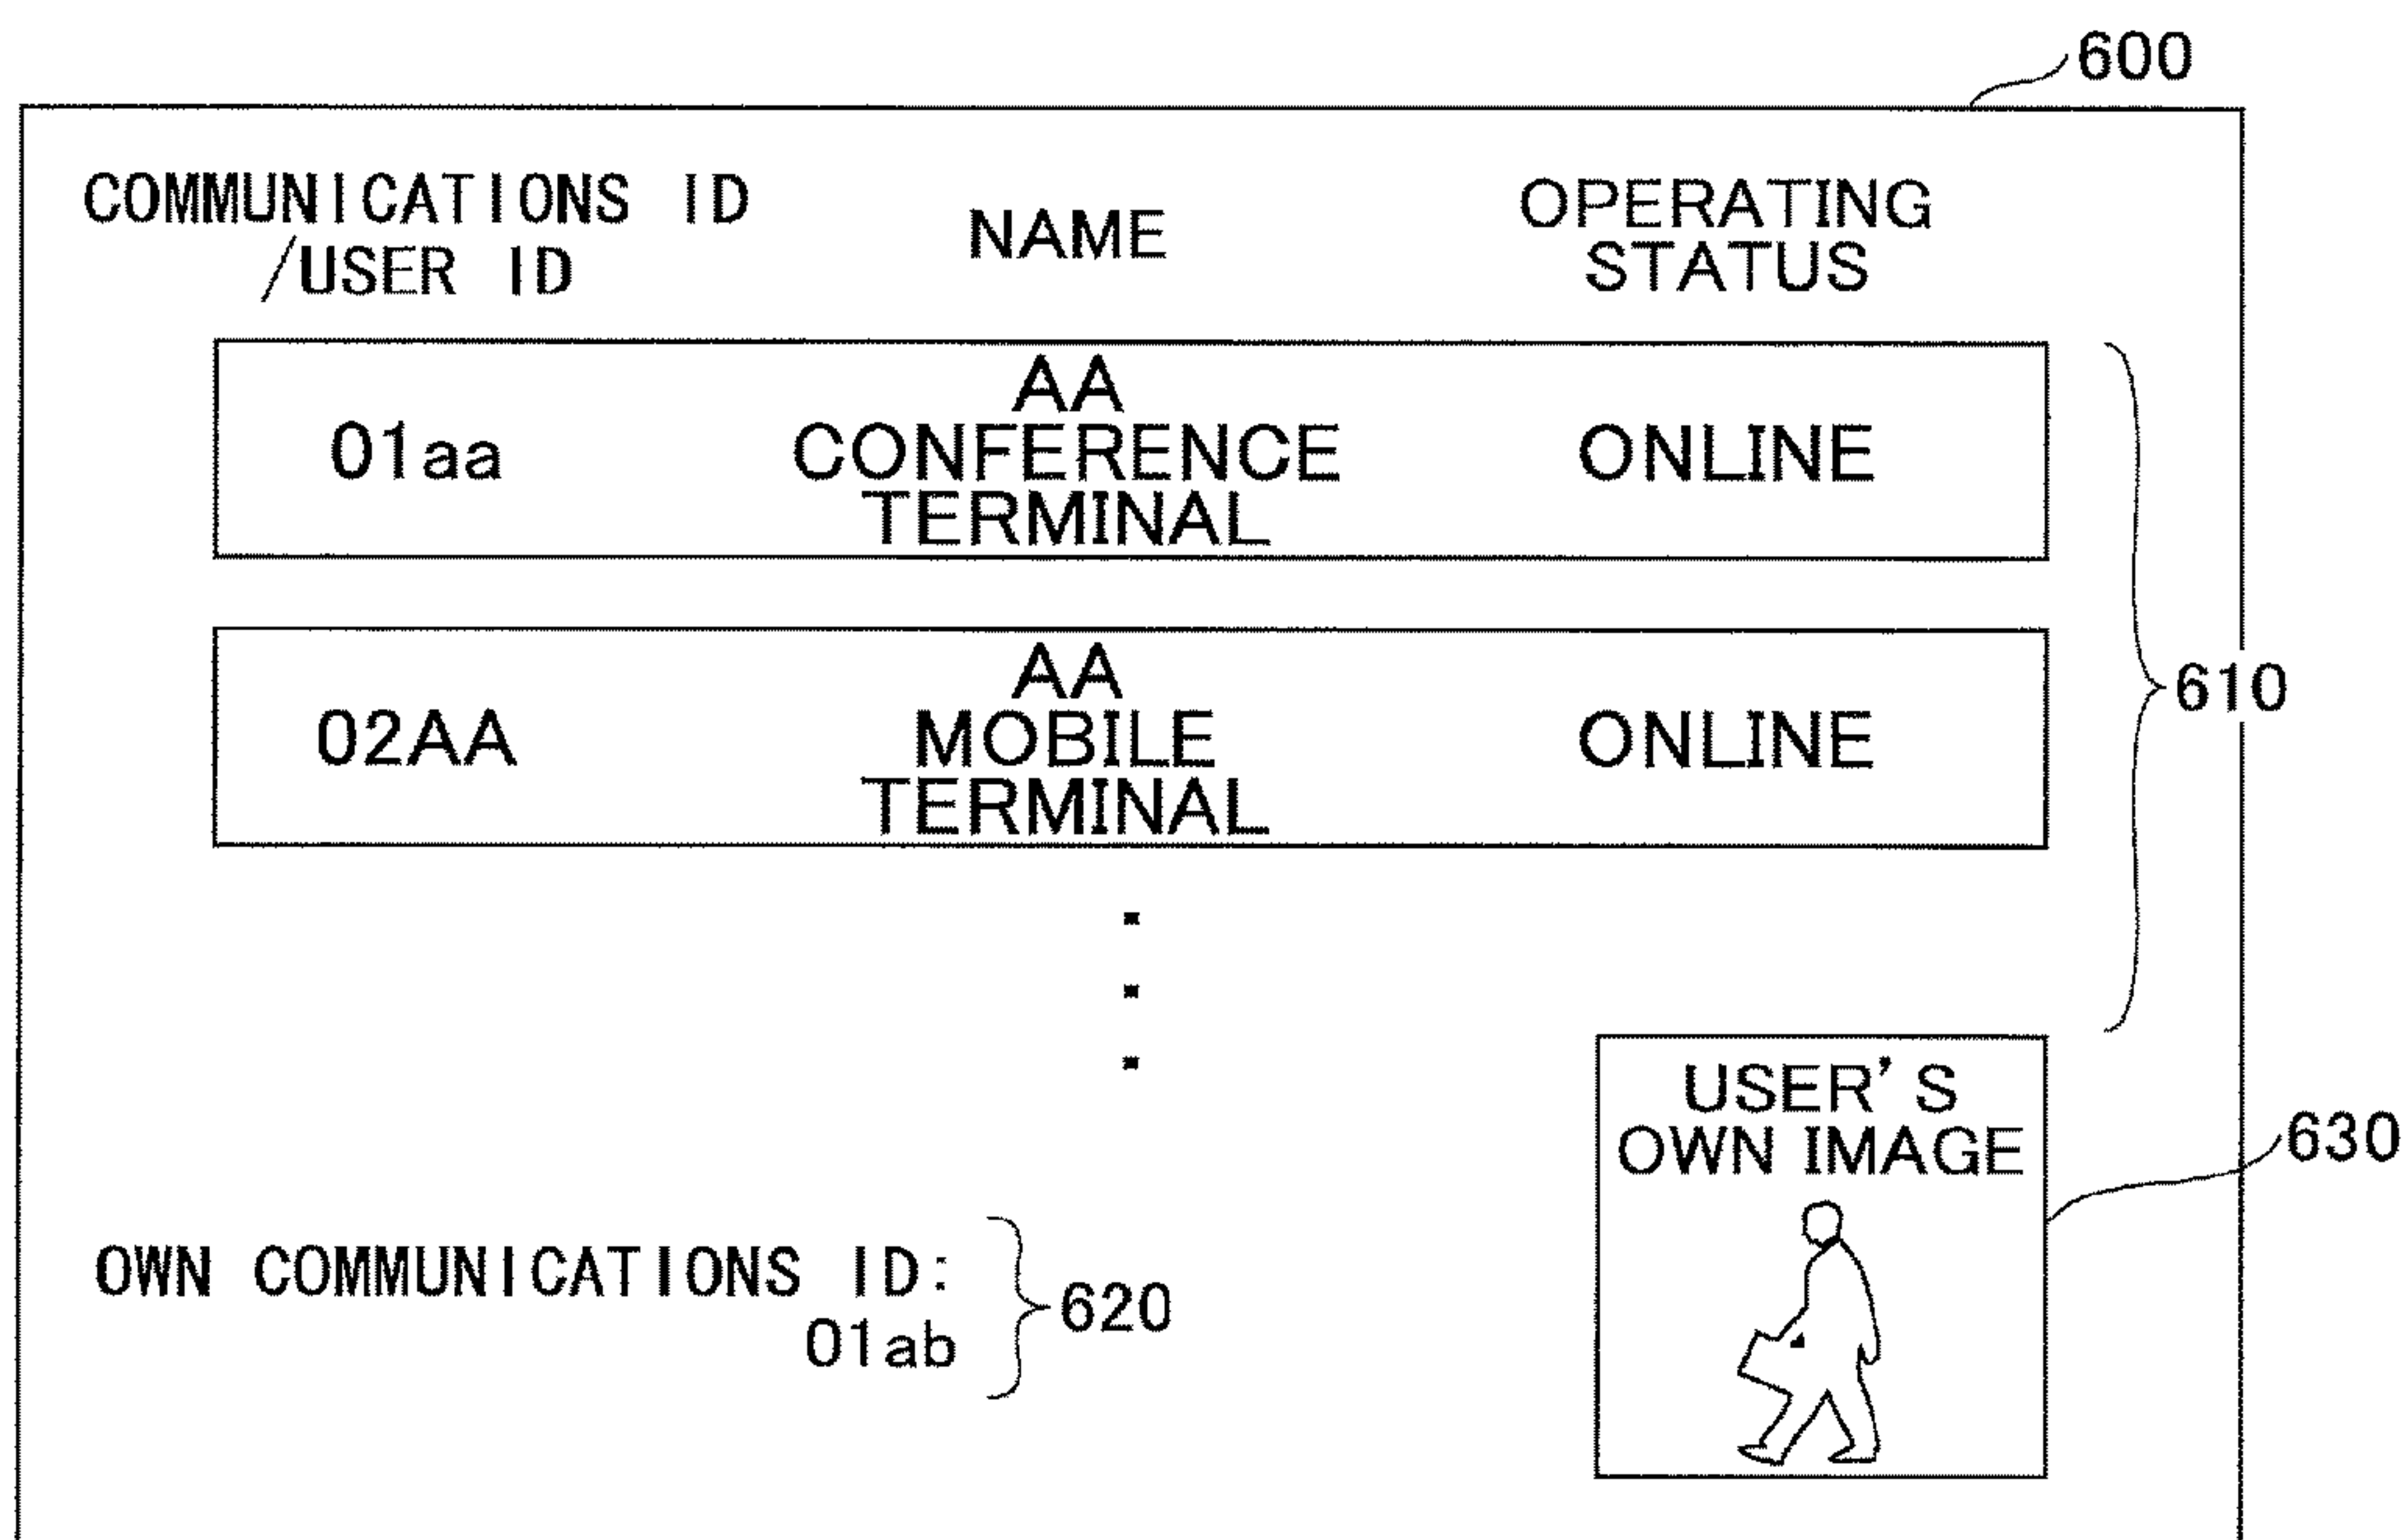 600
COMMUNICATIONS ID
/USER ID
NAME
OPERATING
STATUS
01aa
AA
CONFERENCE
TERMINAL
ONLINE
02AA
AA
MOBILE
TERMINAL
ONLINE
610
USER'S
OWN IMAGE
630
OWN COMMUNICATIONS ID:
01ab
620